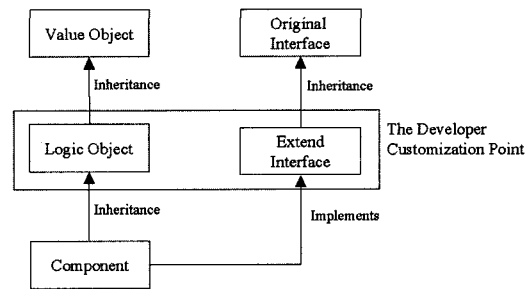 Value Object
Original
Interface
Inheritance
Inheritance
Logic Object
Extend
Interface
The Developer
Customization Point
Inheritance
Implements
Component